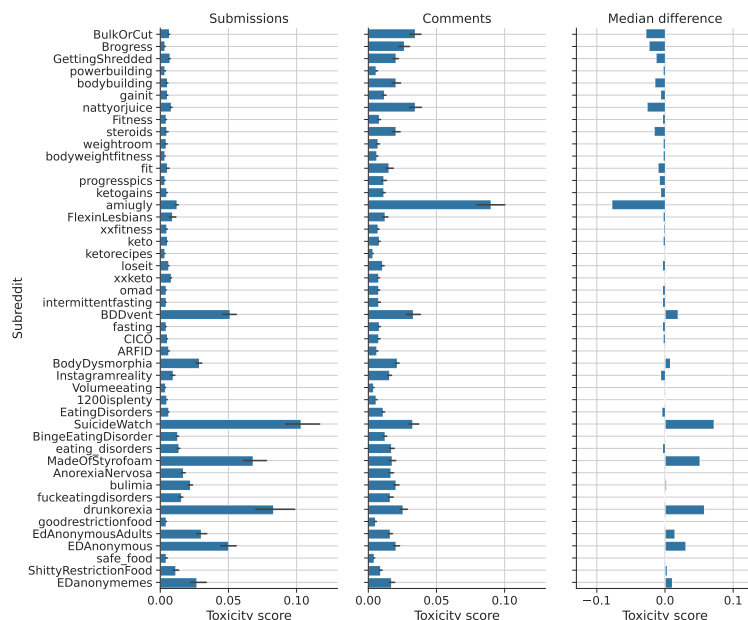 Submissions Comments Median difference
BulkOrCut
Brogress
GettingShredded
powerbuilding
bodybuilding
gainit
nattyorjuice
Fitness
steroids
weightroom
bodyweightfitness
fit
progresspics
ketogains
amiugly
FlexinLesbians
xxfitness
keto
ketorecipes
loseit
xxketo
omad
intermittentfasting
BDDvent
fasting
CICO
ARFID
BodyDysmorphia
Instagramreality
Volumeeating
1200isplenty
EatingDisorders
SuicideWatch
BingeEatingDisorder
eating_disorders
MadeOfStyrofoam
AnorexiaNervosa
bulimia
fuckeatingdisorders
drunkorexia
goodrestrictionfood
EdAnonymousAdults
EDAnonymous
safe_food
ShittyRestrictionFood
EDanonymemes
Subreddit
0.00 0.05 0.10 0.00 0.05 0.10 −0.1 0.0 0.1
Toxicity score Toxicity score